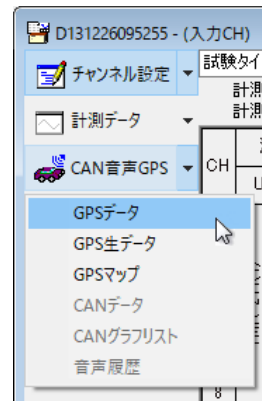 D131226095255 - (入力CH)
チャンネル設定
試験タイ
計測
計測
計測データ
CAN音声GPS
CH
GPSデータ
GPS生データ
GPSマップ
CANデータ
CANグラフリスト
音声履歴
8